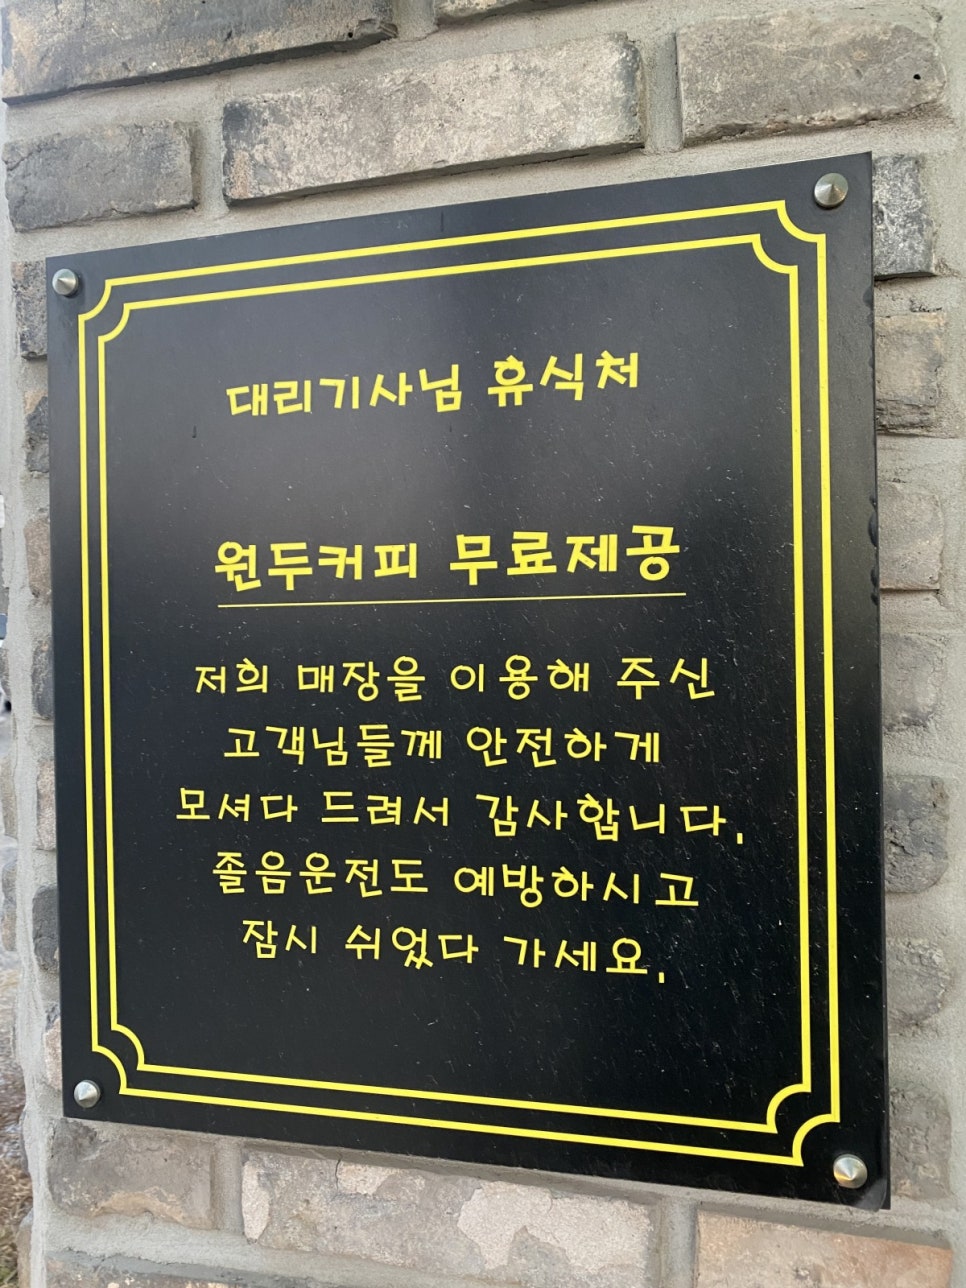 대리기사님 휴식처
원두커피 무료제공
저희 매장을 이용해 주신
고객님들께 안전하게
모셔다 드려서 감사합니다.
졸음운전도 예방하시고
잠시 쉬었다 가세요.